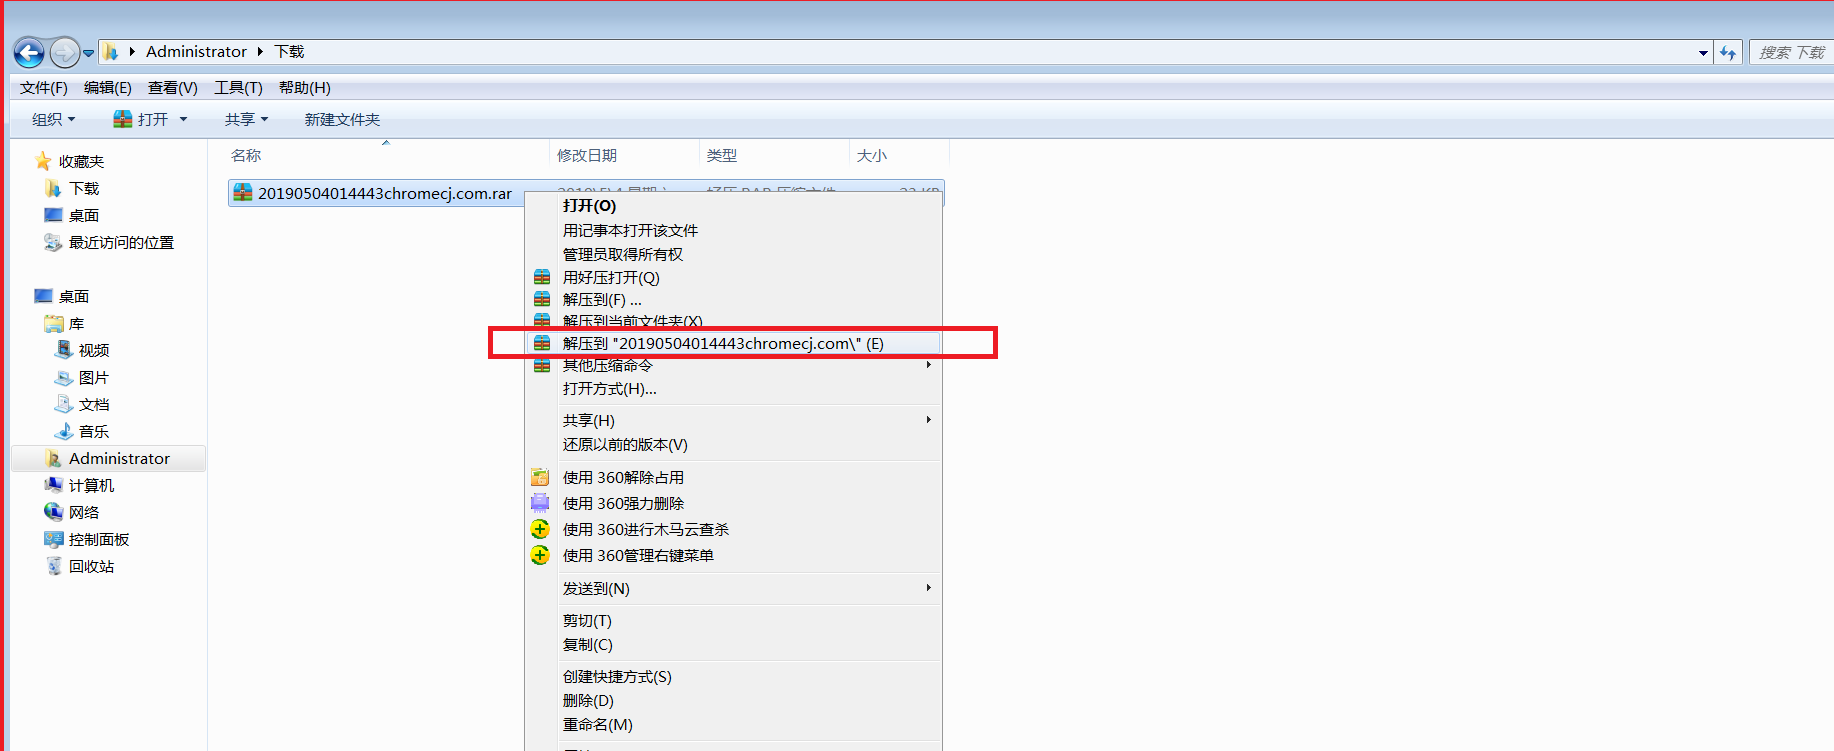 Administrator 下载
搜索 下载
文件(F) 编辑(E) 查看(V) 工具(T) 帮助(H)
组织 打开 共享 新建文件夹
收藏夹
下载
桌面
最近访问的位置
桌面
库
视频
图片
文档
音乐
Administrator
计算机
网络
控制面板
回收站
名称 修改日期 类型 大小
20190504014443chromecj.com.rar
打开(O)
用记事本打开该文件
管理员取得所有权
用好压打开(Q)
解压到(F) ...
解压到当前文件夹(X)
解压到 "20190504014443chromecj.com\" (E)
其他压缩命令
打开方式(H)...
共享(H)
还原以前的版本(V)
使用 360解除占用
使用 360强力删除
使用 360进行木马云查杀
使用 360管理右键菜单
发送到(N)
剪切(T)
复制(C)
创建快捷方式(S)
删除(D)
重命名(M)